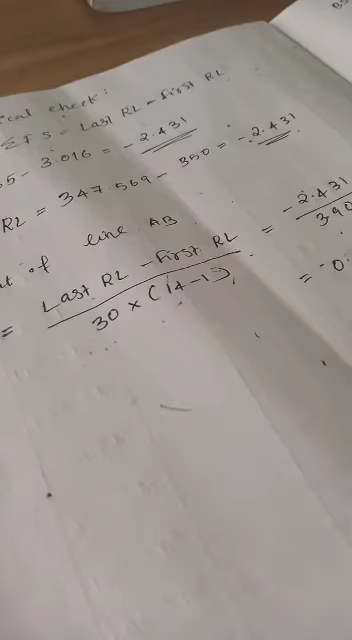 cal check:
ΣFS = Last RL - First RL
5 - 3.016 = - 2.431
RL = 347.569 - 350 = - 2.431
t of line AB
= Last RL - First RL / 30 × (14-1) = -2.431 / 390
= -0.